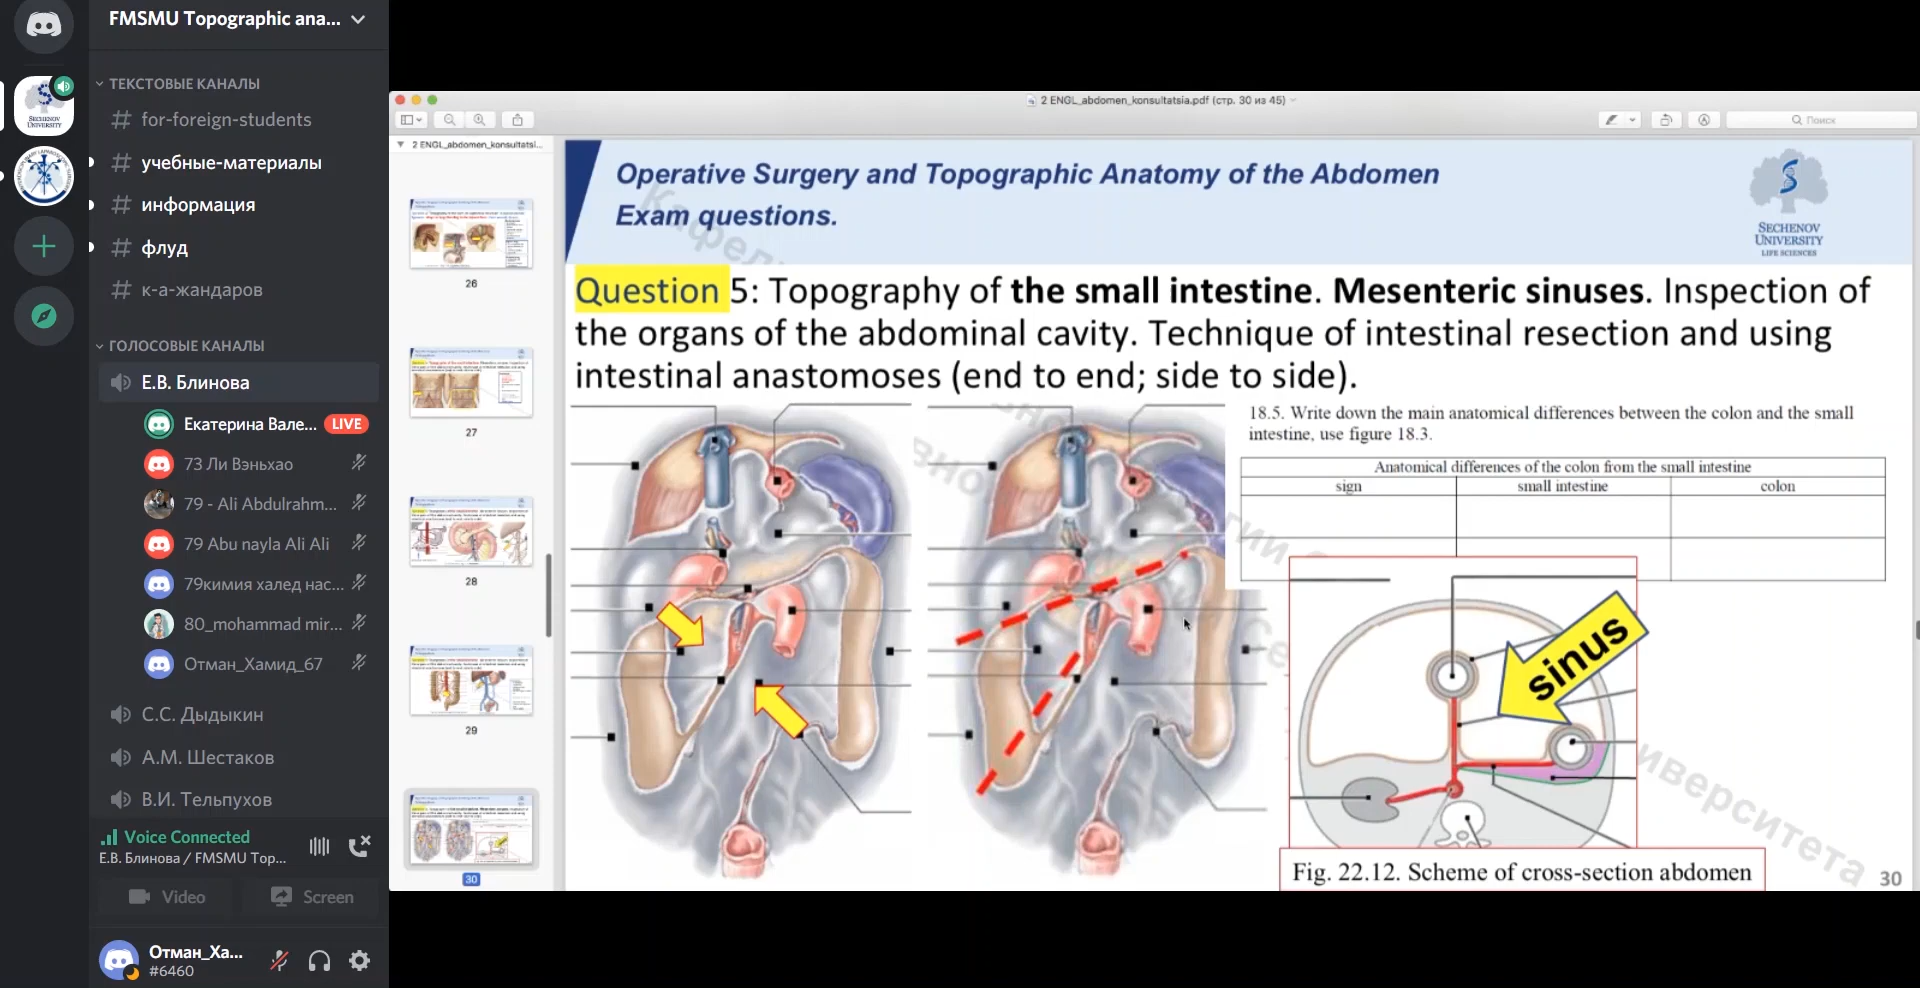 FMSMU Topographic ana...
ТЕКСТОВЫЕ КАНАЛЫ
# for-foreign-students
# учебные-материалы
# информация
# флуд
# к-а-жандаров
ГОЛОСОВЫЕ КАНАЛЫ
Е.В. Блинова
Екатерина Вале... LIVE
73 Ли Вэньхао
79 - Ali Abdulrahm...
79 Abu nayla Ali Ali
79кимия халед нас...
80_mohammad mir...
Отман_Хамид_67
С.С. Дыдыкин
А.М. Шестаков
В.И. Тельпухов
Voice Connected
Е.В. Блинова / FMSMU Top...
Video
Screen
Отман_Ха...
#6460
2 ENGL_abdomen_konsultatsia.pdf (стр. 30 из 45)
Поиск
2 ENGL_abdomen_konsultatsi...
26
27
28
29
30
Operative Surgery and Topographic Anatomy of the Abdomen
Exam questions.
SECHENOV
UNIVERSITY
LIFE SCIENCES
Question 5: Topography of the small intestine. Mesenteric sinuses. Inspection of
the organs of the abdominal cavity. Technique of intestinal resection and using
intestinal anastomoses (end to end; side to side).
18.5. Write down the main anatomical differences between the colon and the small
intestine, use figure 18.3.
Anatomical differences of the colon from the small intestine
sign small intestine colon
sinus
Fig. 22.12. Scheme of cross-section abdomen
30